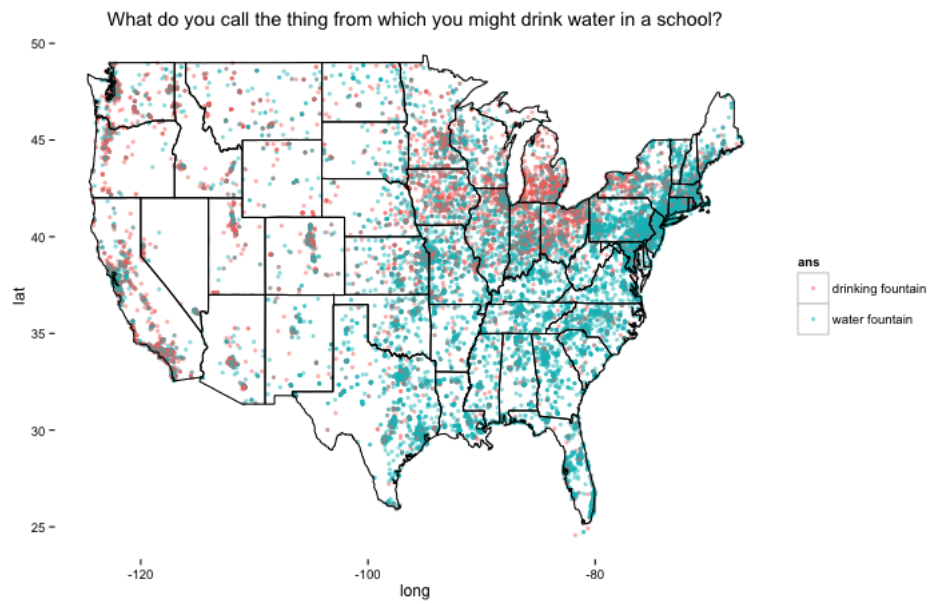 What do you call the thing from which you might drink water in a school?
50
45
40
35
30
25
lat
-120
-100
-80
long
ans
drinking fountain
water fountain